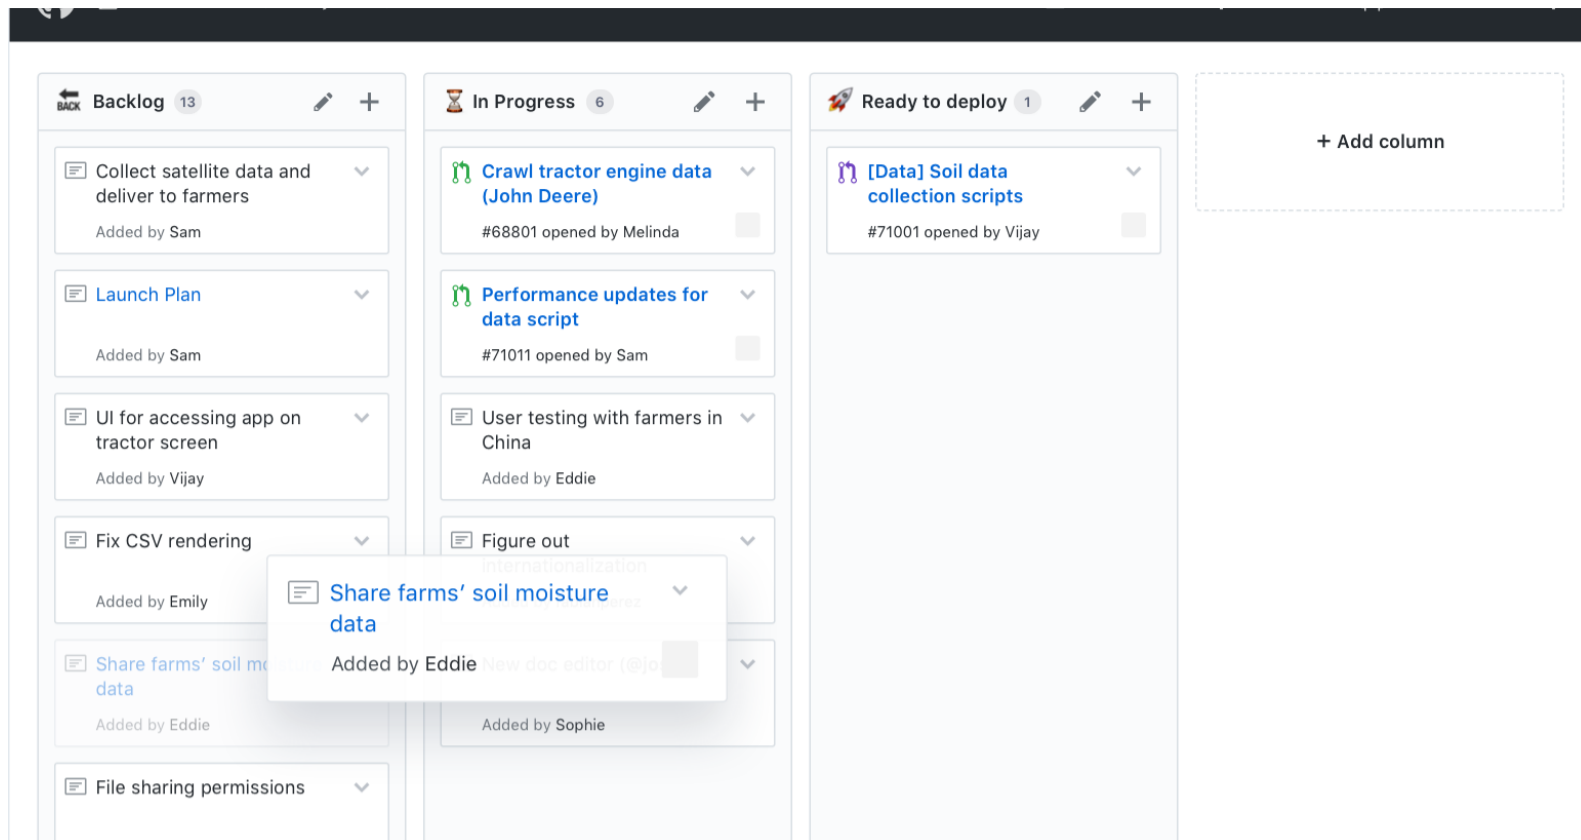 BACK
Backlog 13
Collect satellite data and
deliver to farmers
Added by Sam
Launch Plan
Added by Sam
UI for accessing app on
tractor screen
Added by Vijay
Fix CSV rendering
Added by Emily
Share farms’ soil
data
Added by Eddie
File sharing permissions
In Progress 6
Crawl tractor engine data
(John Deere)
#68801 opened by Melinda
Performance updates for
data script
#71011 opened by Sam
User testing with farmers in
China
Added by Eddie
Figure out
internationalization
Share farms’ soil moisture
data
Added by Eddie
New doc editor
Added by Sophie
Ready to deploy 1
[Data] Soil data
collection scripts
#71001 opened by Vijay
+ Add column